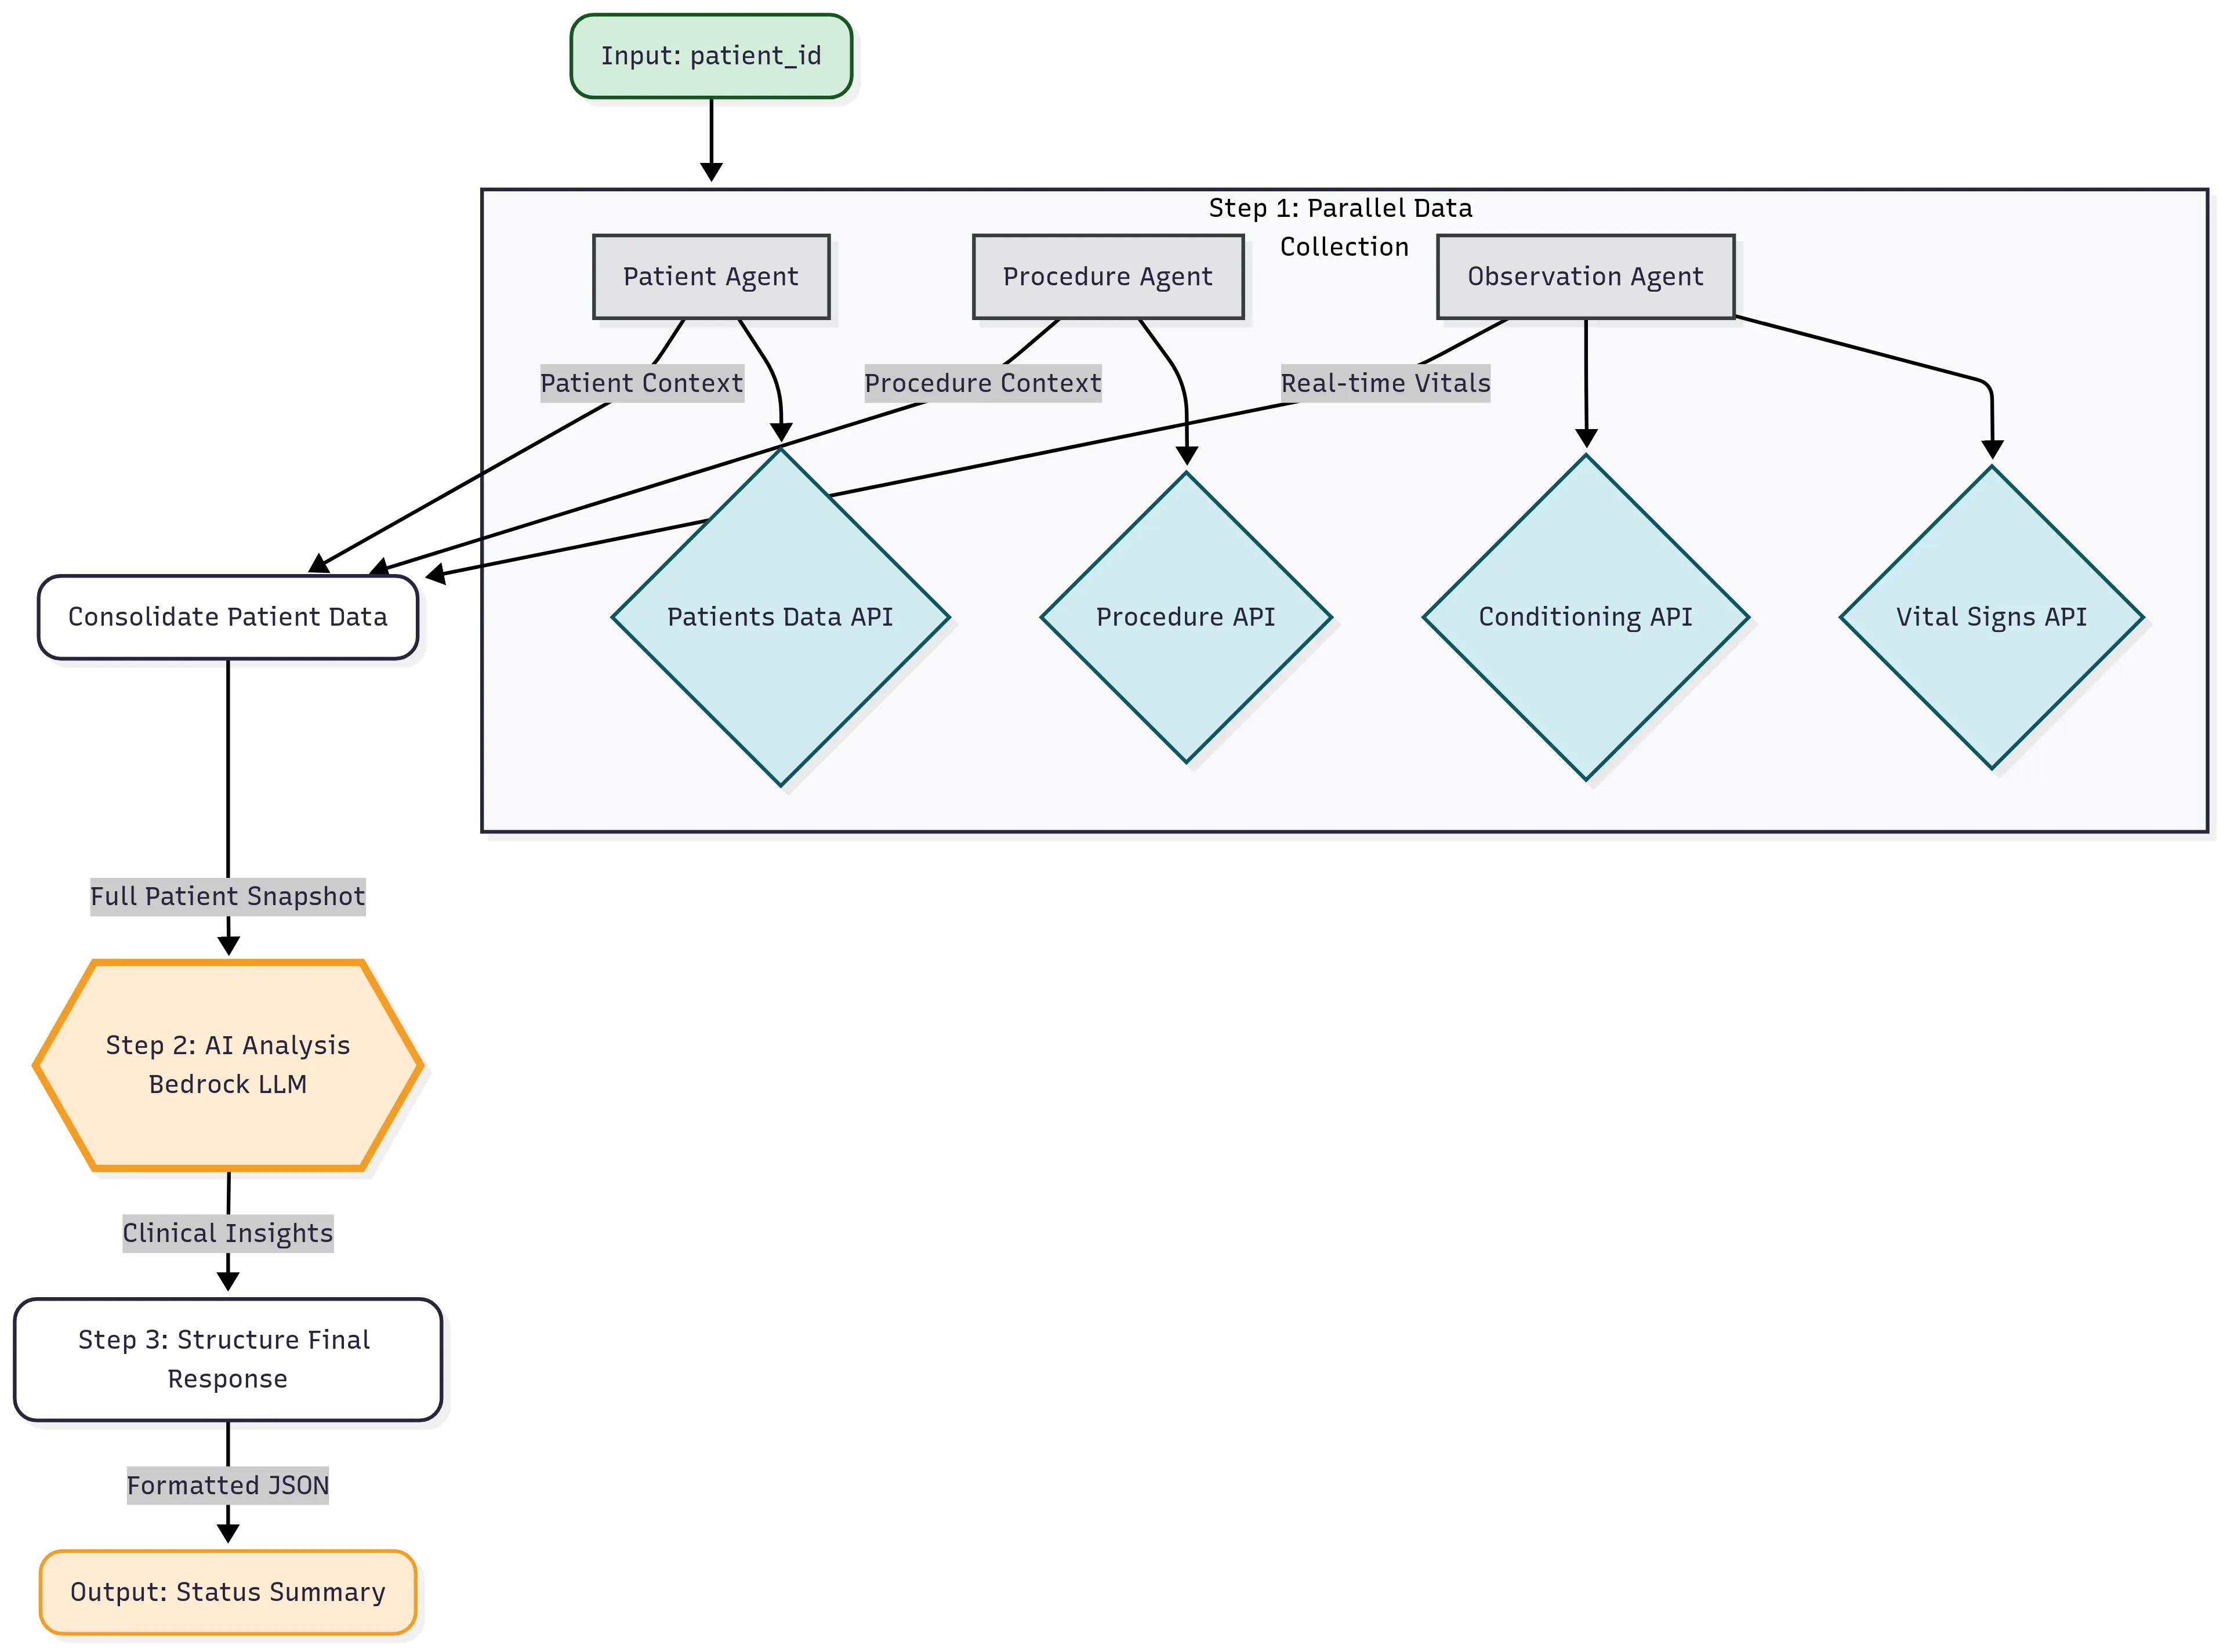 Input: patient_id
Step 1: Parallel Data
Collection
Patient Agent
Procedure Agent
Observation Agent
Patient Context
Procedure Context
Real-time Vitals
Consolidate Patient Data
Patients Data API
Procedure API
Conditioning API
Vital Signs API
Full Patient Snapshot
Step 2: AI Analysis
Bedrock LLM
Clinical Insights
Step 3: Structure Final
Response
Formatted JSON
Output: Status Summary